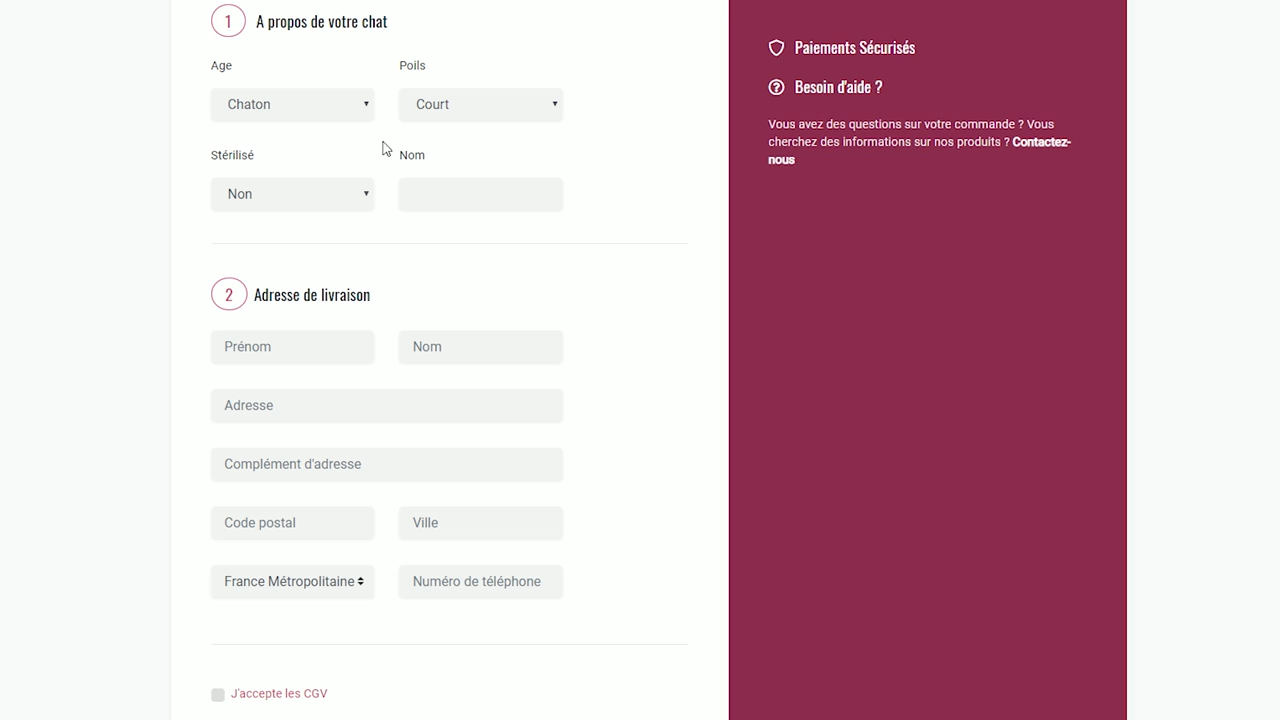 1 A propos de votre chat
Age Poils
Chaton Court
Stérilisé Nom
Non
2 Adresse de livraison
Prénom Nom
Adresse
Complément d'adresse
Code postal Ville
France Métropolitaine Numéro de téléphone
J'accepte les CGV
Paiements Sécurisés
Besoin d'aide ?
Vous avez des questions sur votre commande ? Vous
cherchez des informations sur nos produits ? Contactez-
nous